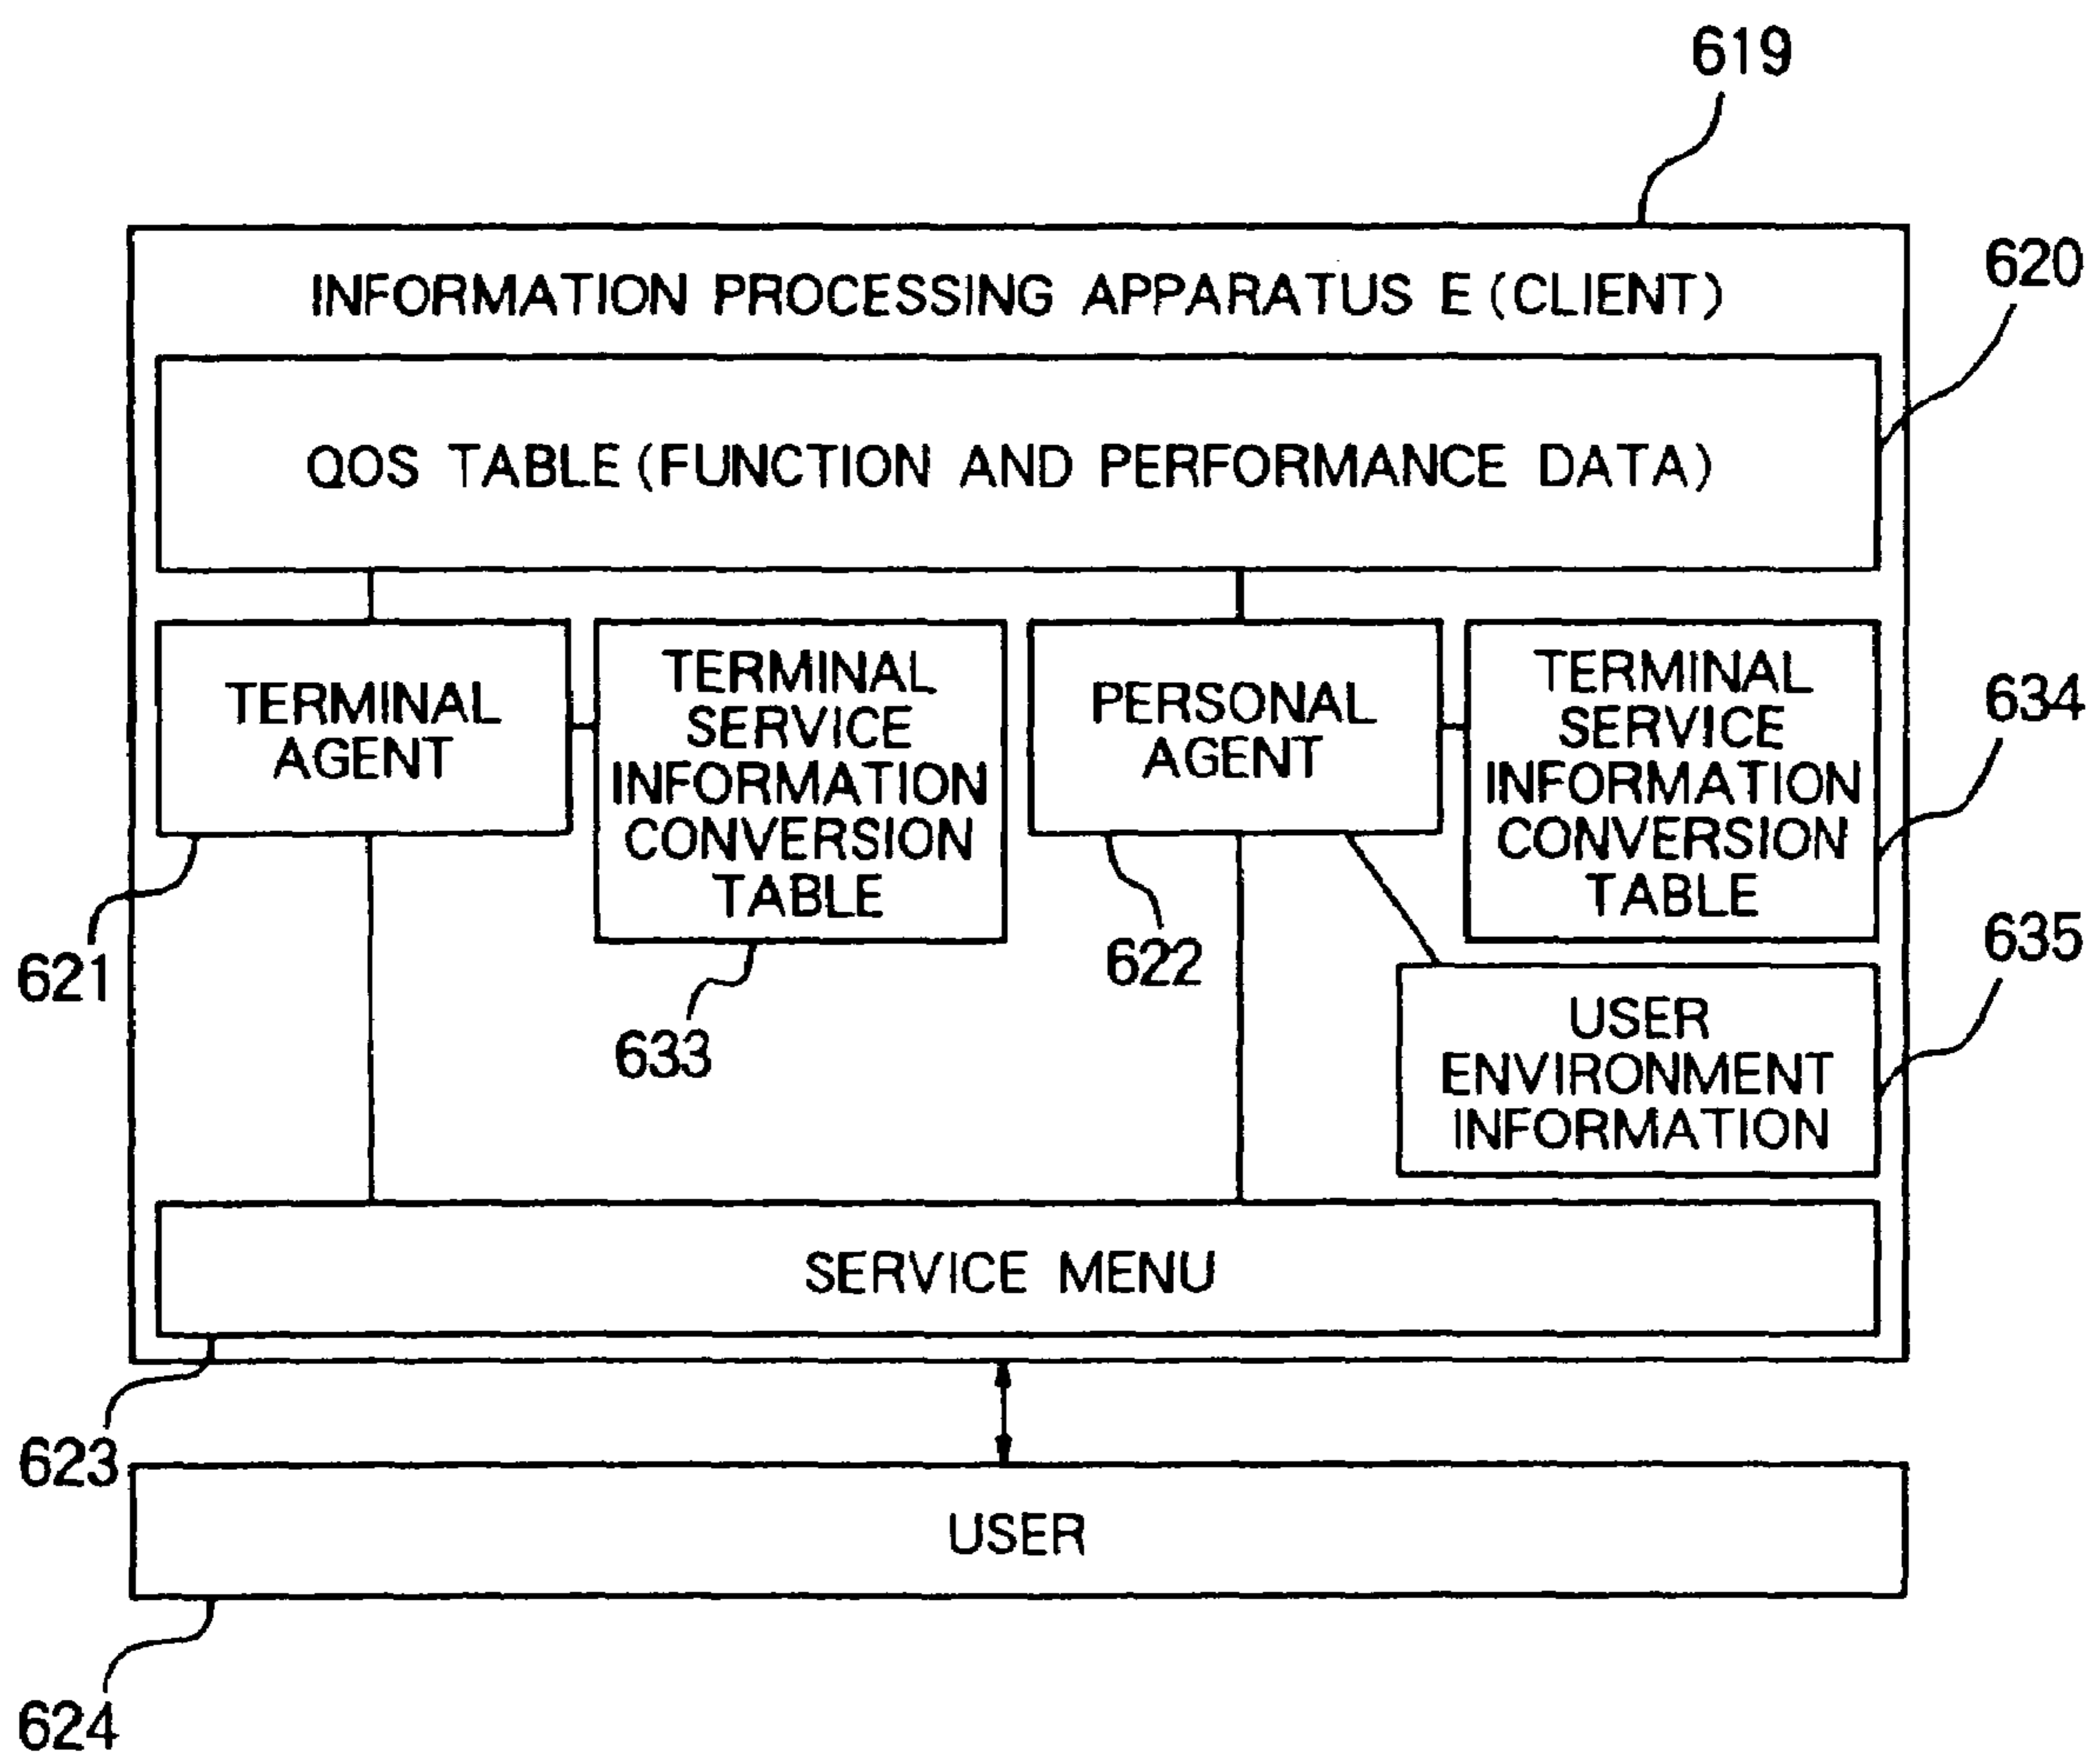 619
INFORMATION PROCESSING APPARATUS E (CLIENT)
620
QOS TABLE (FUNCTION AND PERFORMANCE DATA)
TERMINAL
AGENT
TERMINAL
SERVICE
INFORMATION
CONVERSION
TABLE
PERSONAL
AGENT
TERMINAL
SERVICE
INFORMATION
CONVERSION
TABLE
634
621
633
622
635
USER
ENVIRONMENT
INFORMATION
SERVICE MENU
623
USER
624